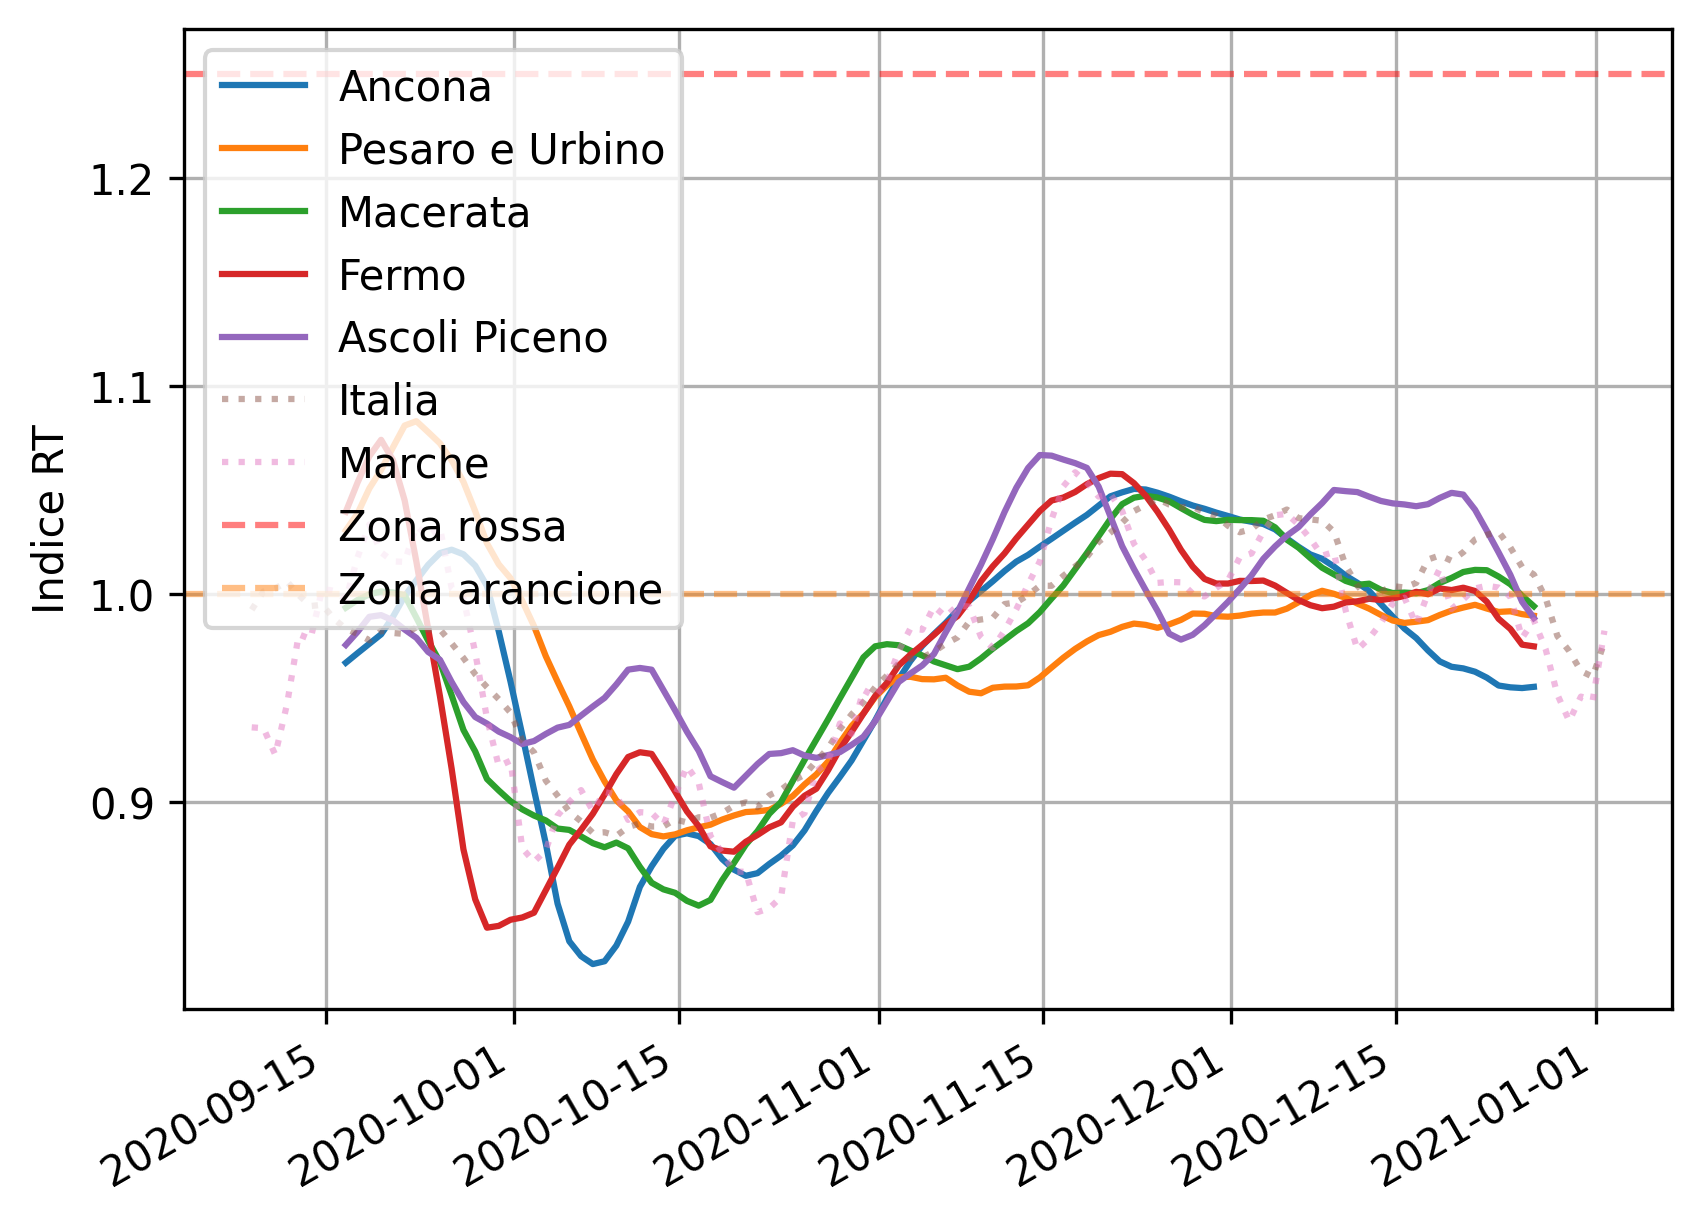 Ancona
Pesaro e Urbino
Macerata
Fermo
Ascoli Piceno
Italia
Marche
Zona rossa
Zona arancione
Indice RT
1.2
1.1
1.0
0.9
2020-09-15
2020-10-01
2020-10-15
2020-11-01
2020-11-15
2020-12-01
2020-12-15
2021-01-01